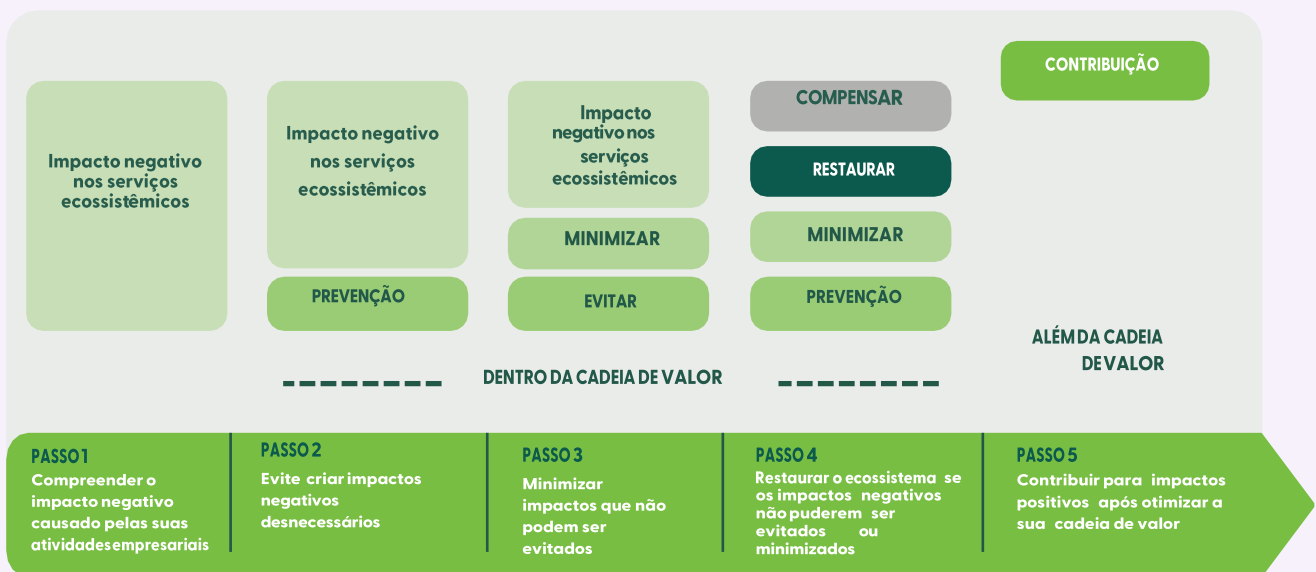 Impacto negativo
nos serviços
ecossistêmicos
Impacto negativo
nos serviços
ecossistêmicos
PREVENÇÃO
Impacto
negativo nos
serviços
ecossistêmicos
MINIMIZAR
EVITAR
COMPENSAR
RESTAURAR
MINIMIZAR
PREVENÇÃO
CONTRIBUIÇÃO
DENTRO DA CADEIA DE VALOR
ALÉM DA CADEIA
DE VALOR
PASSO 1
Compreender o
impacto negativo
causado pelas suas
atividades empresariais
PASSO 2
Evite criar impactos
negativos
desnecessários
PASSO 3
Minimizar
impactos que não
podem ser
evitados
PASSO 4
Restaurar o ecossistema se
os impactos negativos
não puderem ser
evitados ou
minimizados
PASSO 5
Contribuir para impactos
positivos após otimizar a
sua cadeia de valor